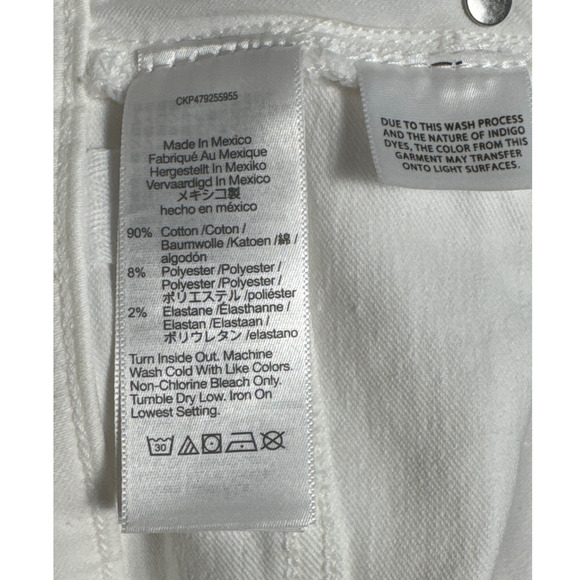 CKP479255955
Made In Mexico
Fabriqué Au Mexique
Hergestellt In Mexiko
Vervaardigd In Mexico
メキシコ製
hecho en méxico
90% Cotton /Coton /
Baumwolle /Katoen /綿 /
algodón
8% Polyester /Polyester /
Polyester /Polyester /
ポリエステル /poliéster
2% Elastane /Élasthanne /
Elastan /Elastaan /
ポリウレタン /elastano
Turn Inside Out. Machine
Wash Cold With Like Colors.
Non-Chlorine Bleach Only.
Tumble Dry Low. Iron On
Lowest Setting.
30
DUE TO THIS WASH PROCESS
AND THE NATURE OF INDIGO
DYES, THE COLOR FROM THIS
GARMENT MAY TRANSFER
ONTO LIGHT SURFACES.